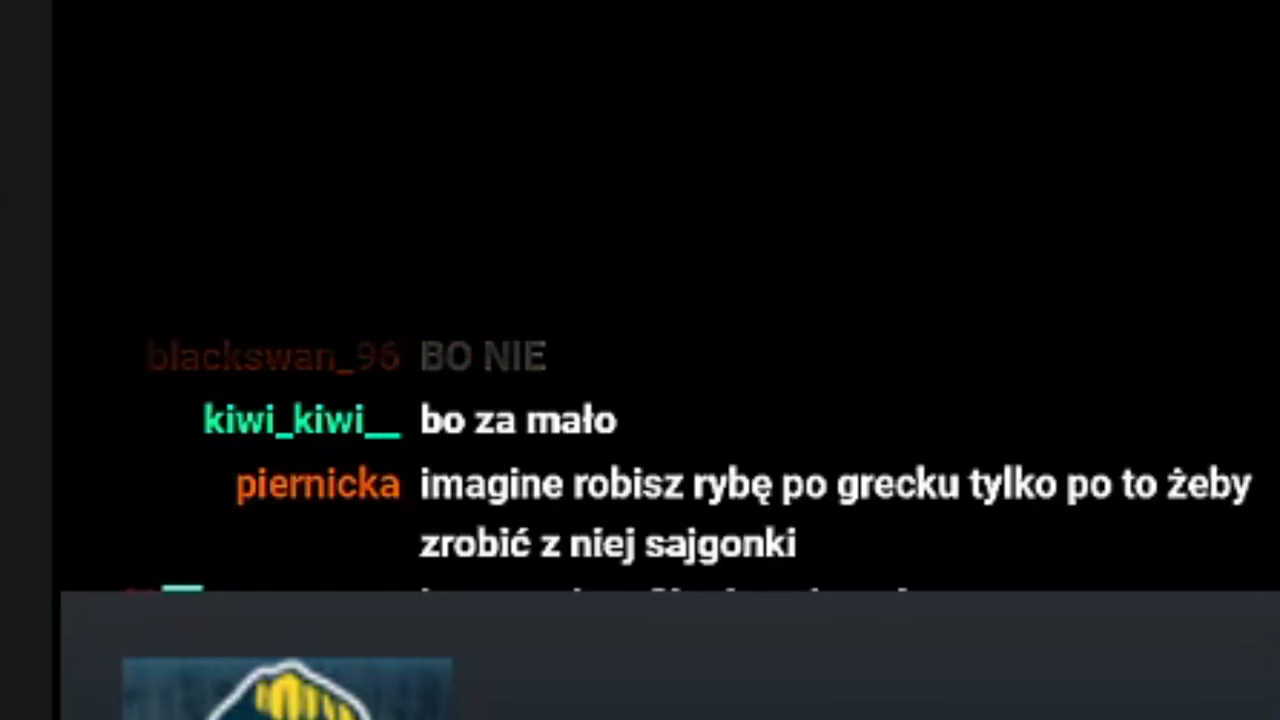 blackswan_96 BO NIE
kiwi_kiwi__ bo za mało
piernicka imagine robisz rybę po grecku tylko po to żeby
zrobić z niej sajgonki